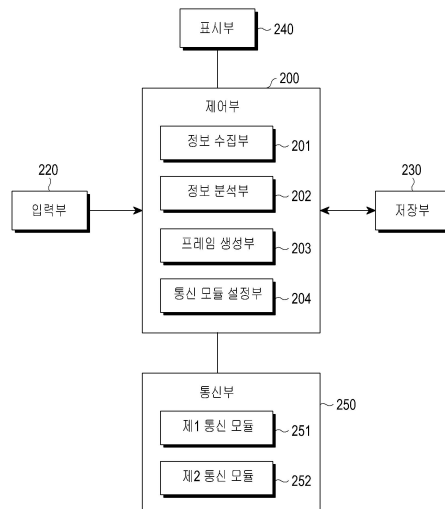 표시부
240
200
제어부
정보 수집부
201
220
입력부
정보 분석부
202
230
저장부
프레임 생성부
203
통신 모듈 설정부
204
통신부
250
제1 통신 모듈
251
제2 통신 모듈
252